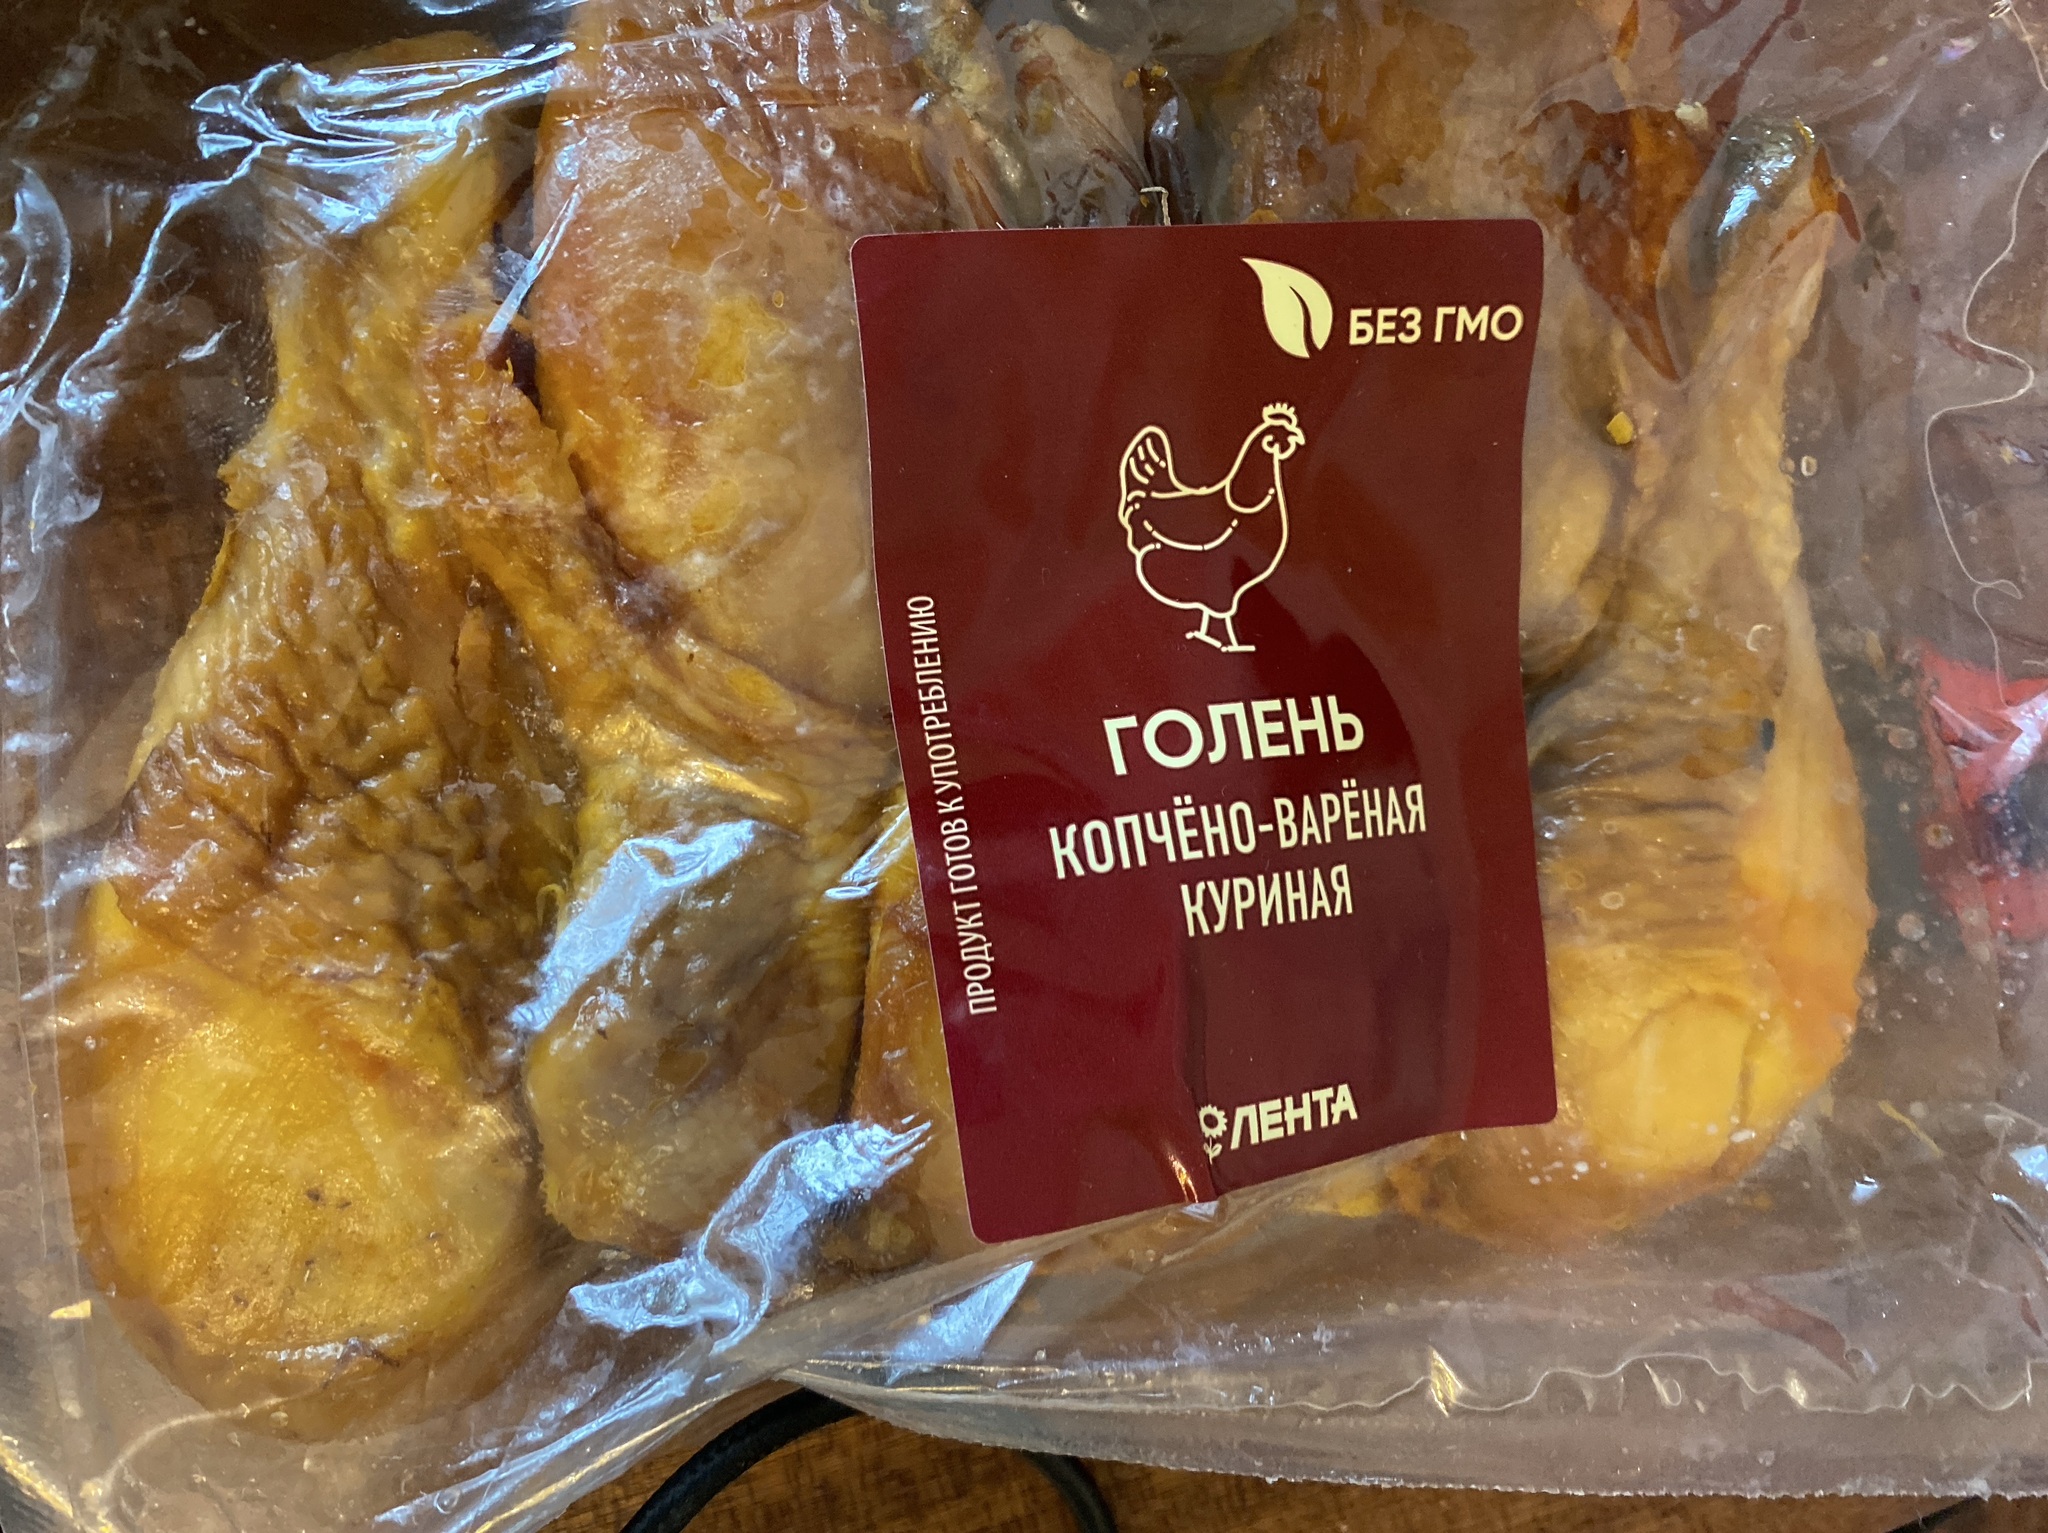 БЕЗ ГМО
ГОЛЕНЬ
КОПЧЁНО-ВАРЁНАЯ
КУРИНАЯ
ПРОДУКТ ГОТОВ К УПОТРЕБЛЕНИЮ
ЛЕНТА